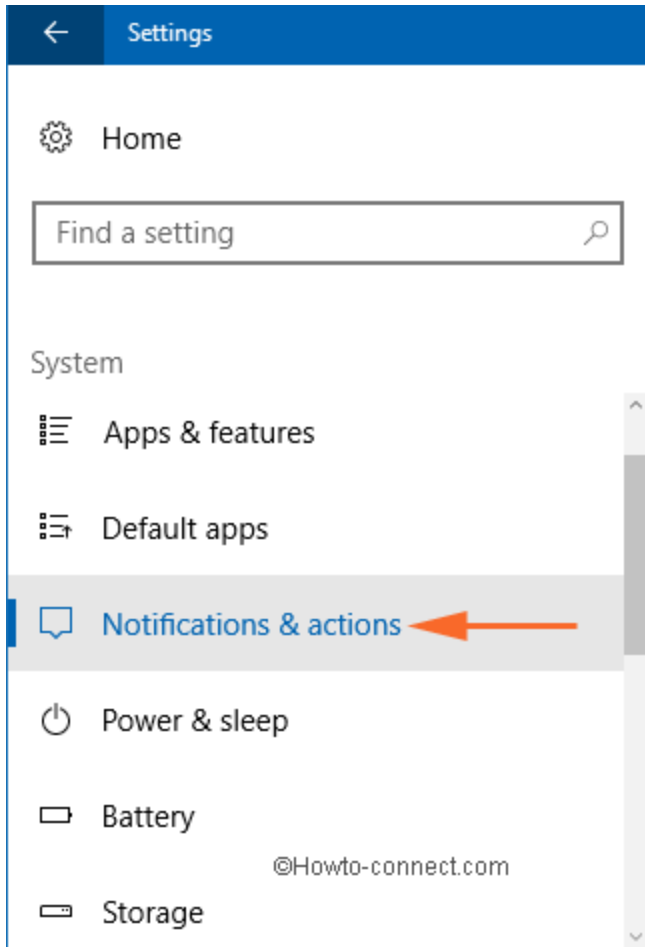 Settings
Home
Find a setting
System
Apps & features
Default apps
Notifications & actions
Power & sleep
Battery
©Howto-connect.com
Storage